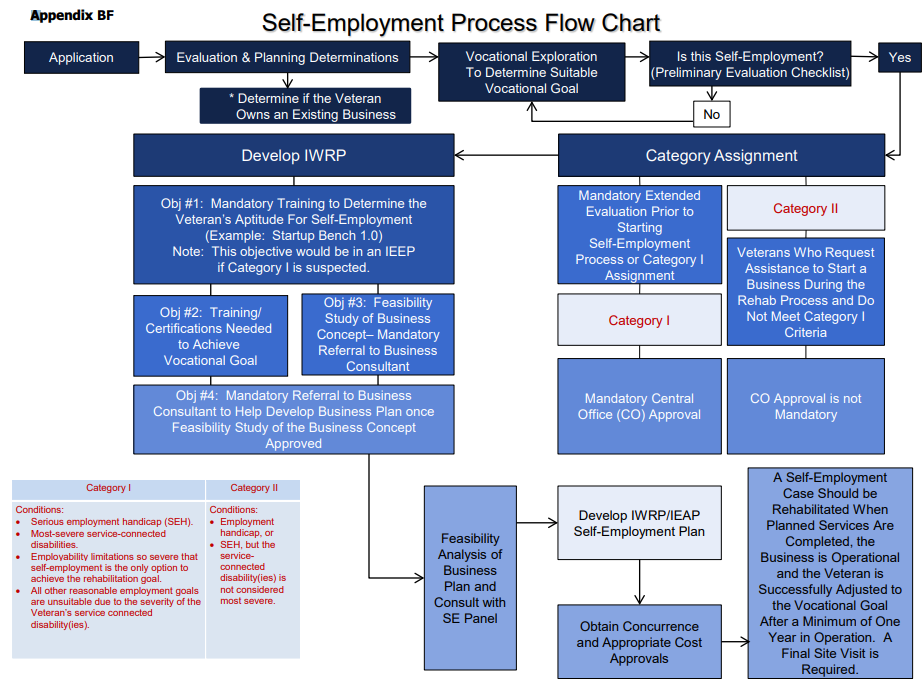 Appendix BF
Self-Employment Process Flow Chart
Application
Evaluation & Planning Determinations
* Determine if the Veteran
Owns an Existing Business
Vocational Exploration
To Determine Suitable
Vocational Goal
Is this Self-Employment?
(Preliminary Evaluation Checklist)
Yes
No
Develop IWRP
Category Assignment
Obj #1: Mandatory Training to Determine the
Veteran's Aptitude For Self-Employment
(Example: Startup Bench 1.0)
Note: This objective would be in an IEEP
if Category I is suspected.
Obj #2: Training/
Certifications Needed
to Achieve
Vocational Goal
Obj #3: Feasibility
Study of Business
Concept– Mandatory
Referral to Business
Consultant
Obj #4: Mandatory Referral to Business
Consultant to Help Develop Business Plan once
Feasibility Study of the Business Concept
Approved
Mandatory Extended
Evaluation Prior to
Starting
Self-Employment
Process or Category I
Assignment
Category I
Mandatory Central
Office (CO) Approval
Category II
Veterans Who Request
Assistance to Start a
Business During the
Rehab Process and Do
Not Meet Category I
Criteria
CO Approval is not
Mandatory
Category I
Conditions:
• Serious employment handicap (SEH).
• Most-severe service-connected
disabilities.
• Employability limitations so severe that
self-employment is the only option to
achieve the rehabilitation goal.
• All other reasonable employment goals
are unsuitable due to the severity of the
Veteran's service connected
disability(ies).
Category II
Conditions:
• Employment
handicap, or
• SEH, but the
service-
connected
disability(ies) is
not considered
most severe.
Feasibility
Analysis of
Business
Plan and
Consult with
SE Panel
Develop IWRP/IEAP
Self-Employment Plan
Obtain Concurrence
and Appropriate Cost
Approvals
A Self-Employment
Case Should be
Rehabilitated When
Planned Services Are
Completed, the
Business is Operational
and the Veteran is
Successfully Adjusted to
the Vocational Goal
After a Minimum of One
Year in Operation. A
Final Site Visit is
Required.